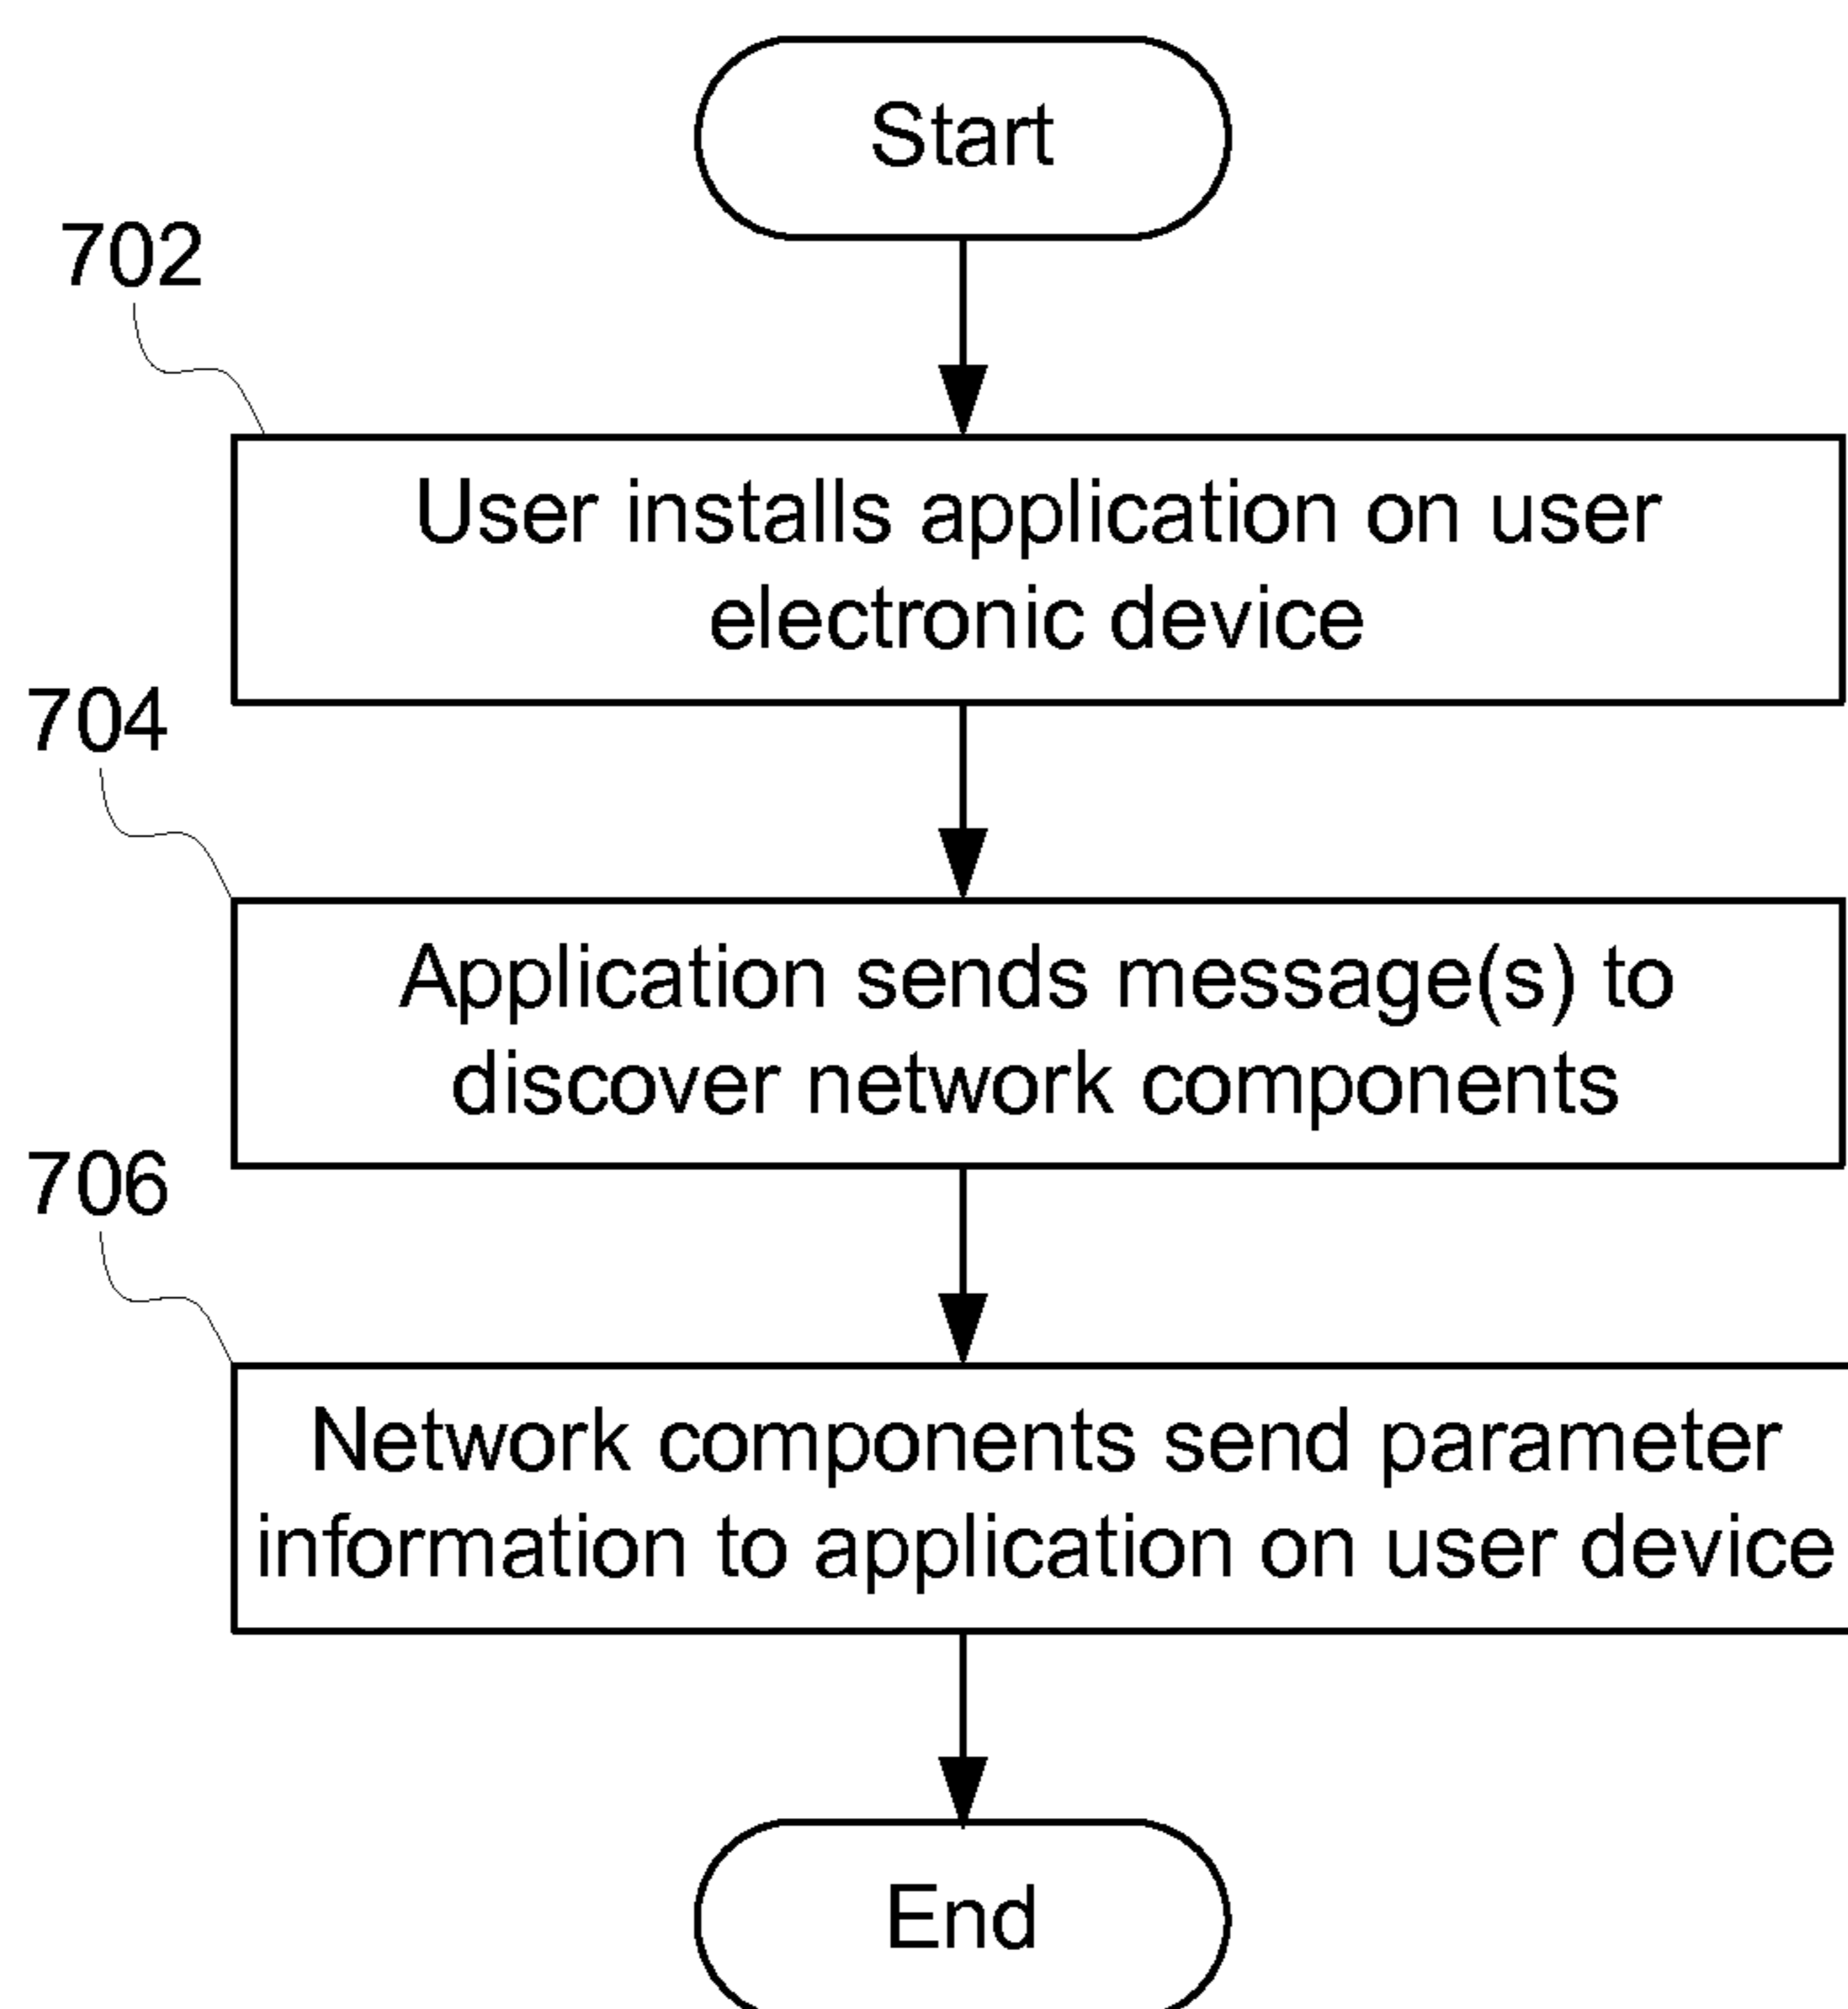 Start
702
User installs application on user
electronic device
704
Application sends message(s) to
discover network components
706
Network components send parameter
information to application on user device
End